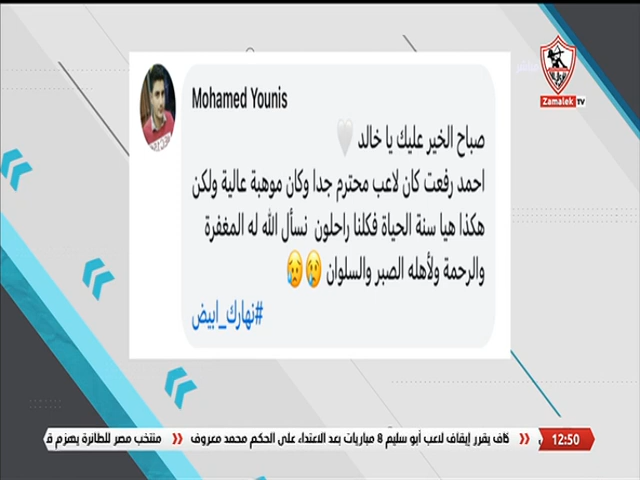 Zamalek TV
Mohamed Younis
صباح الخير عليك يا خالد 🤍
احمد رفعت كان لاعب محترم جدا وكان موهبة عالية ولكن
هكذا هيا سنة الحياة فكلنا راحلون نسأل الله له المغفرة
والرحمة ولأهله الصبر والسلوان 😢😥
#نهارك_ابيض
12:50
كاف يقرر إيقاف لاعب أبو سليم 8 مباريات بعد الاعتداء على الحكم محمد معروف
منتخب مصر للطائرة يهزم